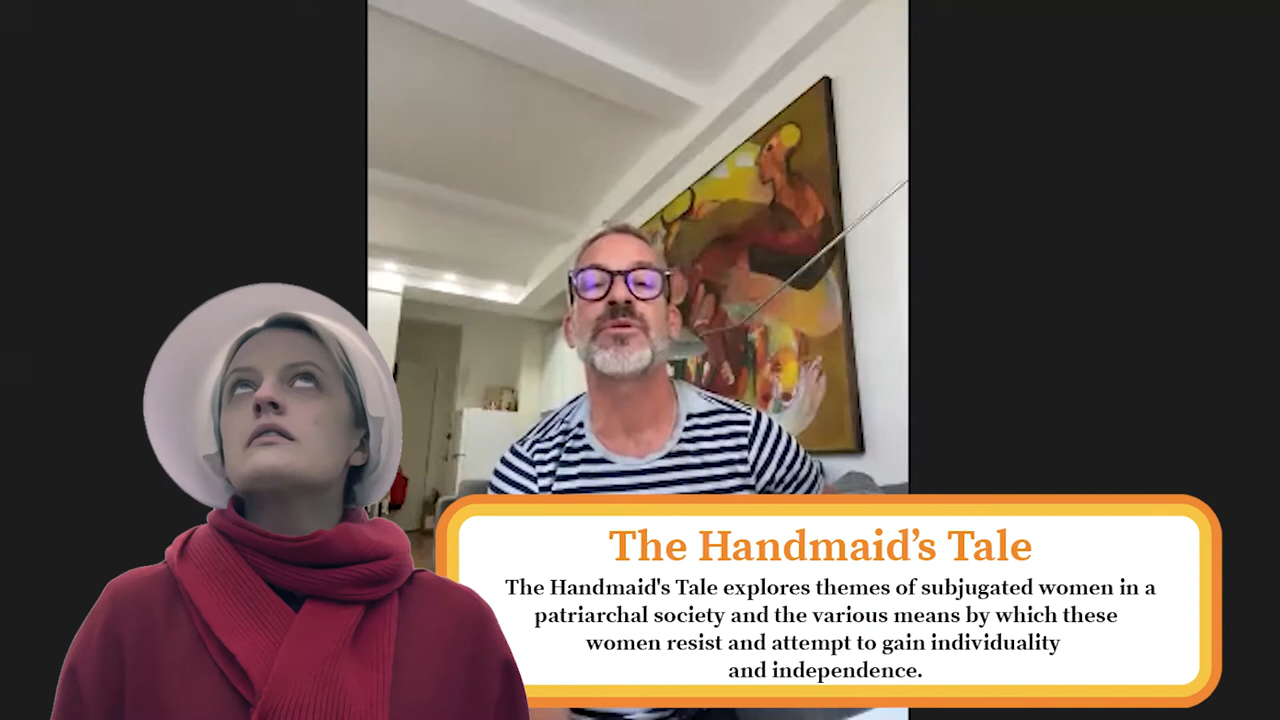 The Handmaid’s Tale
The Handmaid's Tale explores themes of subjugated women in a
patriarchal society and the various means by which these
women resist and attempt to gain individuality
and independence.